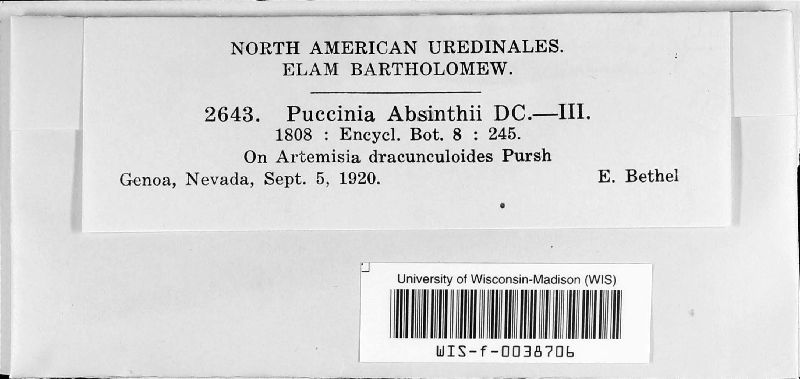 NORTH AMERICAN UREDINALES.
ELAM BARTHOLOMEW.
2643. Puccinia Absinthii DC.—III.
1808 : Encycl. Bot. 8 : 245.
On Artemisia dracunculoides Pursh
Genoa, Nevada, Sept. 5, 1920. E. Bethel
University of Wisconsin-Madison (WIS)
WIS-f-0038706